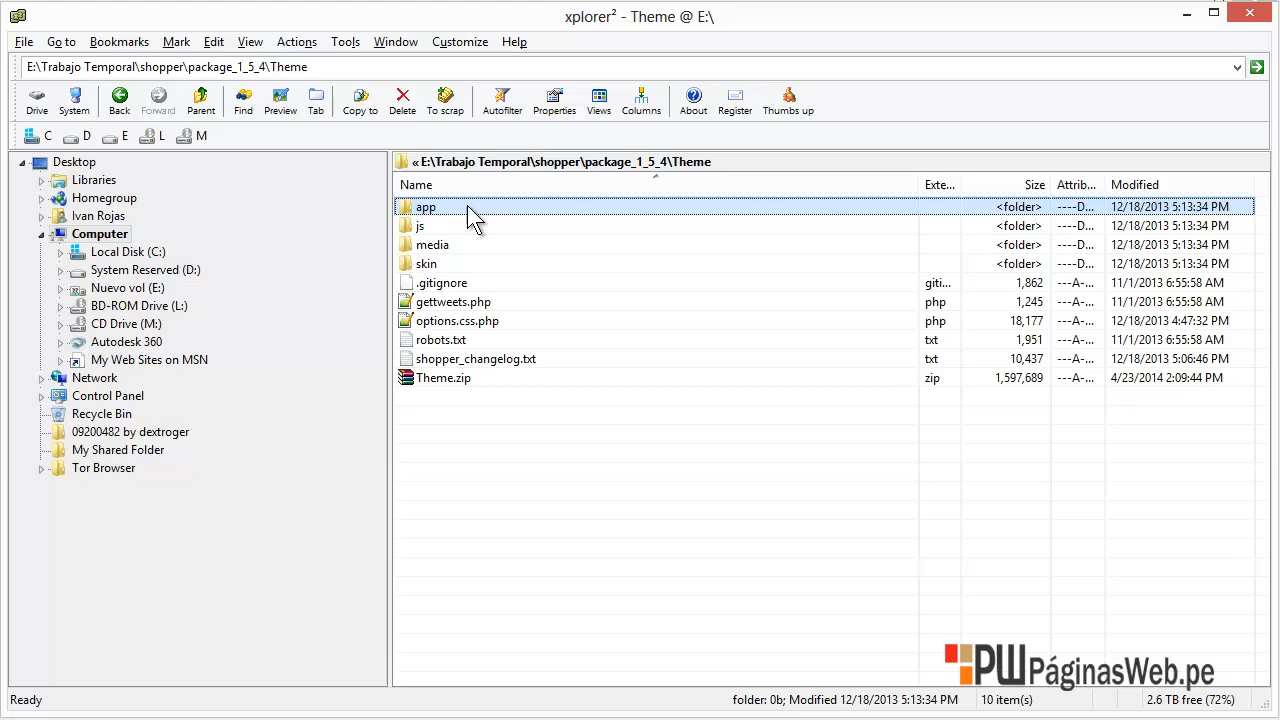 xplorer² - Theme @ E:\
File Go to Bookmarks Mark Edit View Actions Tools Window Customize Help
E:\Trabajo Temporal\shopper\package_1_5_4\Theme
Drive System Back Forward Parent Find Preview Tab Copy to Delete To scrap Autofilter Properties Views Columns About Register Thumbs up
C D E L M
Desktop
Libraries
Homegroup
Ivan Rojas
Computer
Local Disk (C:)
System Reserved (D:)
Nuevo vol (E:)
BD-ROM Drive (L:)
CD Drive (M:)
Autodesk 360
My Web Sites on MSN
Network
Control Panel
Recycle Bin
09200482 by dextroger
My Shared Folder
Tor Browser
« E:\Trabajo Temporal\shopper\package_1_5_4\Theme
Name Exte... Size Attrib... Modified
app <folder> ----D... 12/18/2013 5:13:34 PM
js <folder> ----D... 12/18/2013 5:13:34 PM
media <folder> ----D... 12/18/2013 5:13:34 PM
skin <folder> ----D... 12/18/2013 5:13:34 PM
.gitignore giti... 1,862 ---A-... 11/1/2013 6:55:58 AM
gettweets.php php 1,245 ---A-... 11/1/2013 6:55:58 AM
options.css.php php 18,177 ---A-... 12/18/2013 4:47:32 PM
robots.txt txt 1,951 ---A-... 11/1/2013 6:55:58 AM
shopper_changelog.txt txt 10,437 ---A-... 12/18/2013 5:06:46 PM
Theme.zip zip 1,597,689 ---A-... 4/23/2014 2:09:44 PM
PW PáginasWeb.pe
Ready folder: 0b; Modified 12/18/2013 5:13:34 PM 10 item(s) 2.6 TB free (72%)